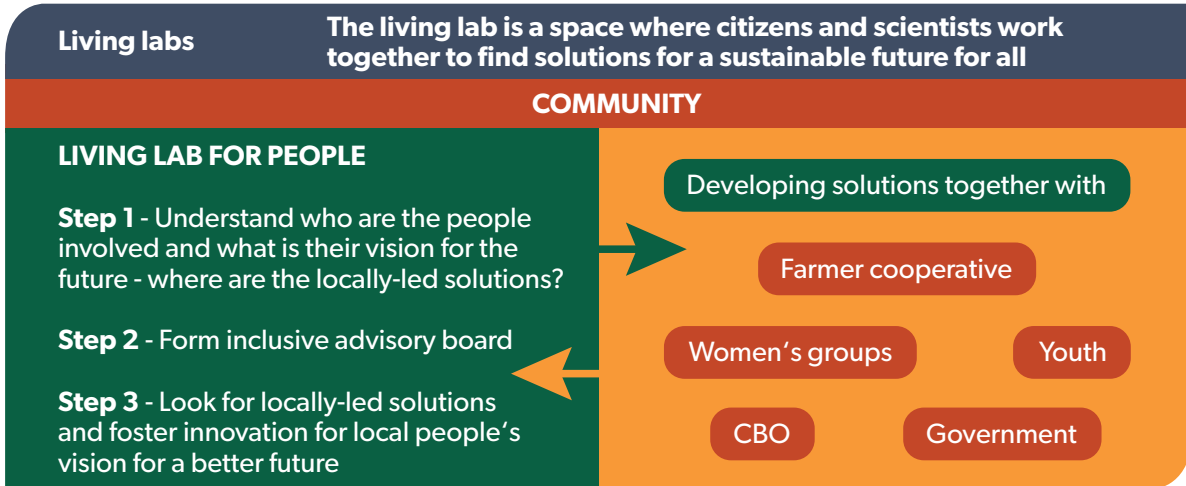 Living labs
The living lab is a space where citizens and scientists work
together to find solutions for a sustainable future for all
COMMUNITY
LIVING LAB FOR PEOPLE
Step 1 - Understand who are the people
involved and what is their vision for the
future - where are the locally-led solutions?
Step 2 - Form inclusive advisory board
Step 3 - Look for locally-led solutions
and foster innovation for local people‘s
vision for a better future
Developing solutions together with
Farmer cooperative
Women‘s groups
Youth
CBO
Government